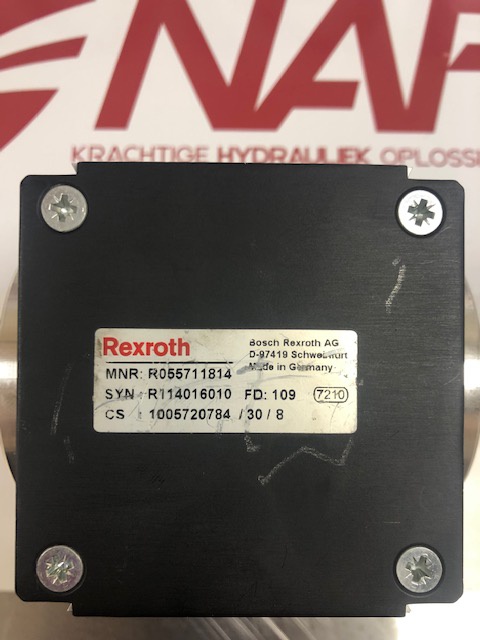 NAF
KRACHTIGE HYDRAULIEK OPLOSSI
Rexroth
Bosch Rexroth AG
D-97419 Schweinfurt
Made in Germany
MNR: R055711814
SYN : R114016010 FD: 109 7210
CS : 1005720784 / 30 / 8